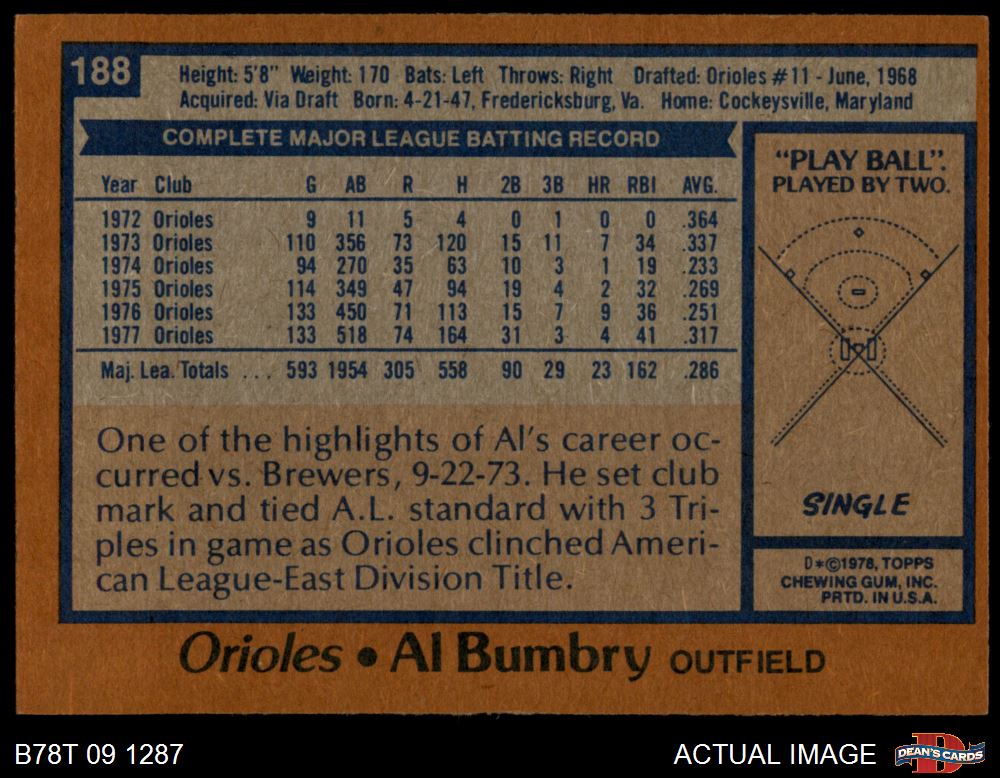 188
Height: 5'8" Weight: 170 Bats: Left Throws: Right Drafted: Orioles #11 - June, 1968
Acquired: Via Draft Born: 4-21-47, Fredericksburg, Va. Home: Cockeysville, Maryland
COMPLETE MAJOR LEAGUE BATTING RECORD
Year Club G AB R H 2B 3B HR RBI AVG.
1972 Orioles 9 11 5 4 0 1 0 0 .364
1973 Orioles 110 356 73 120 15 11 7 34 .337
1974 Orioles 94 270 35 63 10 3 1 19 .233
1975 Orioles 114 349 47 94 19 4 2 32 .269
1976 Orioles 133 450 71 113 15 7 9 36 .251
1977 Orioles 133 518 74 164 31 3 4 41 .317
Maj. Lea. Totals ... 593 1954 305 558 90 29 23 162 .286
One of the highlights of Al's career oc-
curred vs. Brewers, 9-22-73. He set club
mark and tied A.L. standard with 3 Tri-
ples in game as Orioles clinched Ameri-
can League-East Division Title.
"PLAY BALL".
PLAYED BY TWO.
SINGLE
D*©1978, TOPPS
CHEWING GUM, INC.
PRTD. IN U.S.A.
Orioles • Al Bumbry OUTFIELD
B78T 09 1287
ACTUAL IMAGE
DEAN'S CARDS